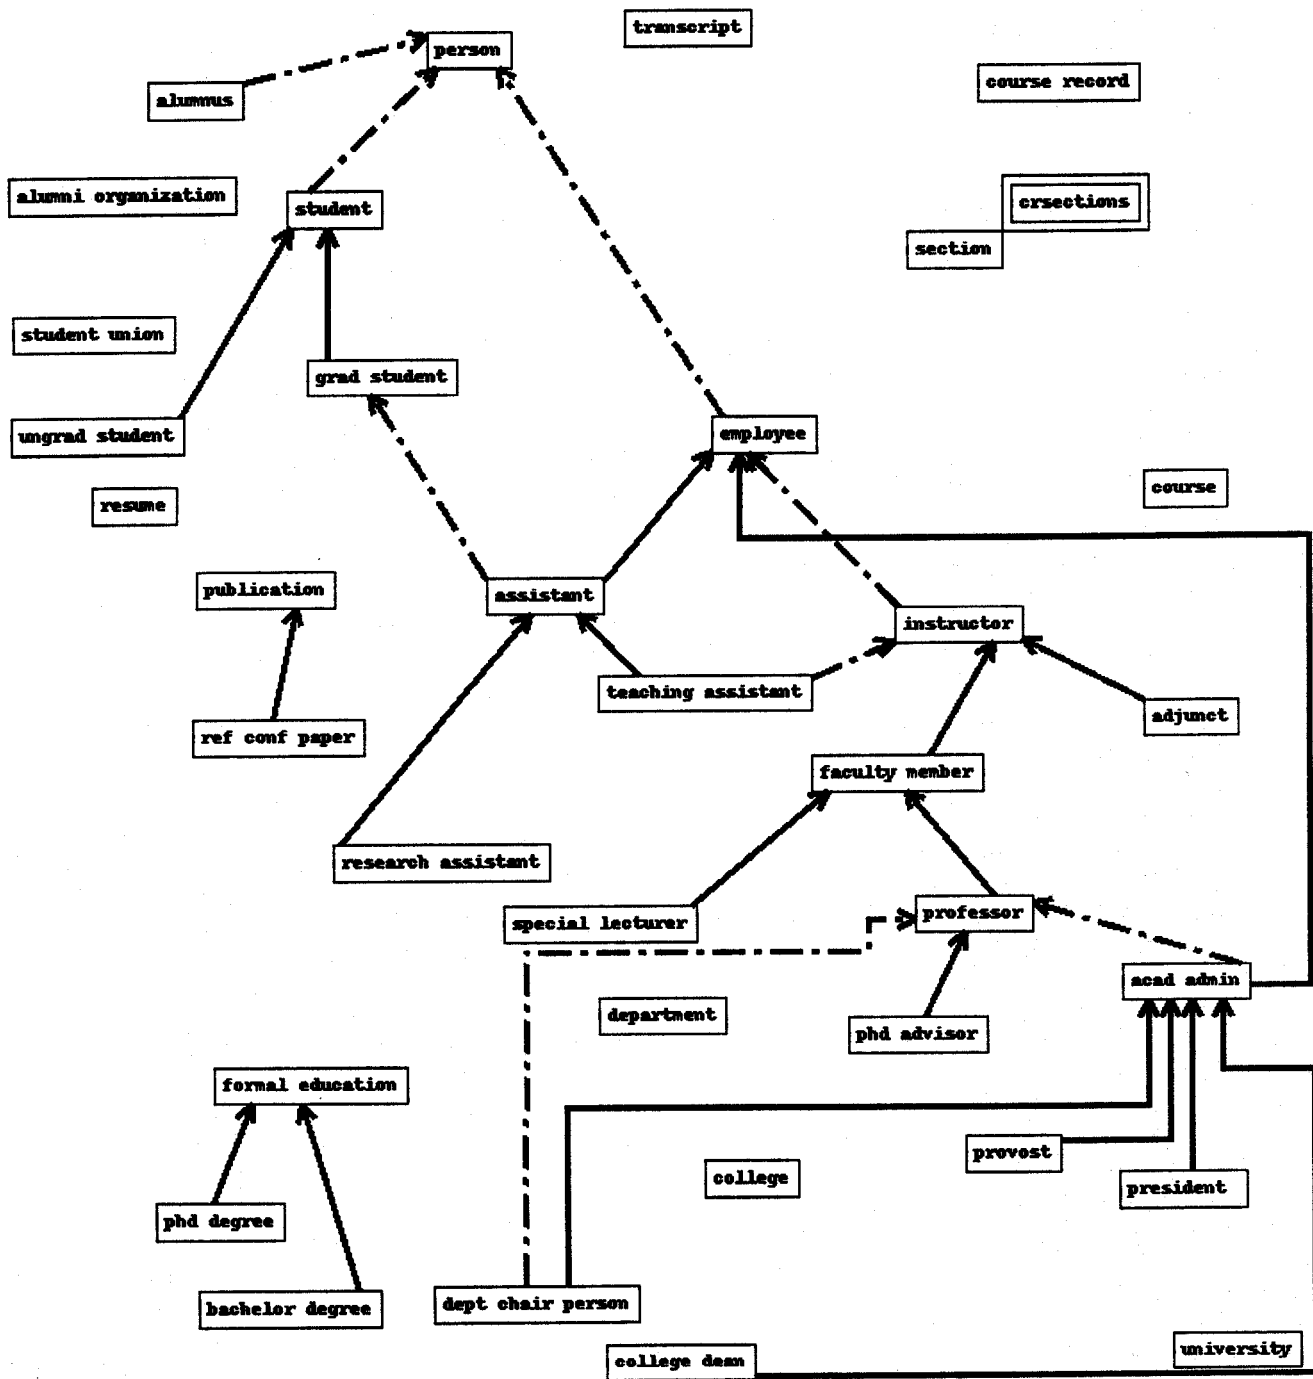 transcript
person
course record
alumnus
alumni organization
crsections
student
section
student union
grad student
ungrad student
employee
resume
course
publication
assistant
instructor
teaching assistant
adjunct
ref conf paper
faculty member
research assistant
professor
special lecturer
acad admin
department
phd advisor
formal education
provost
college
president
phd degree
dept chair person
bachelor degree
university
college dean